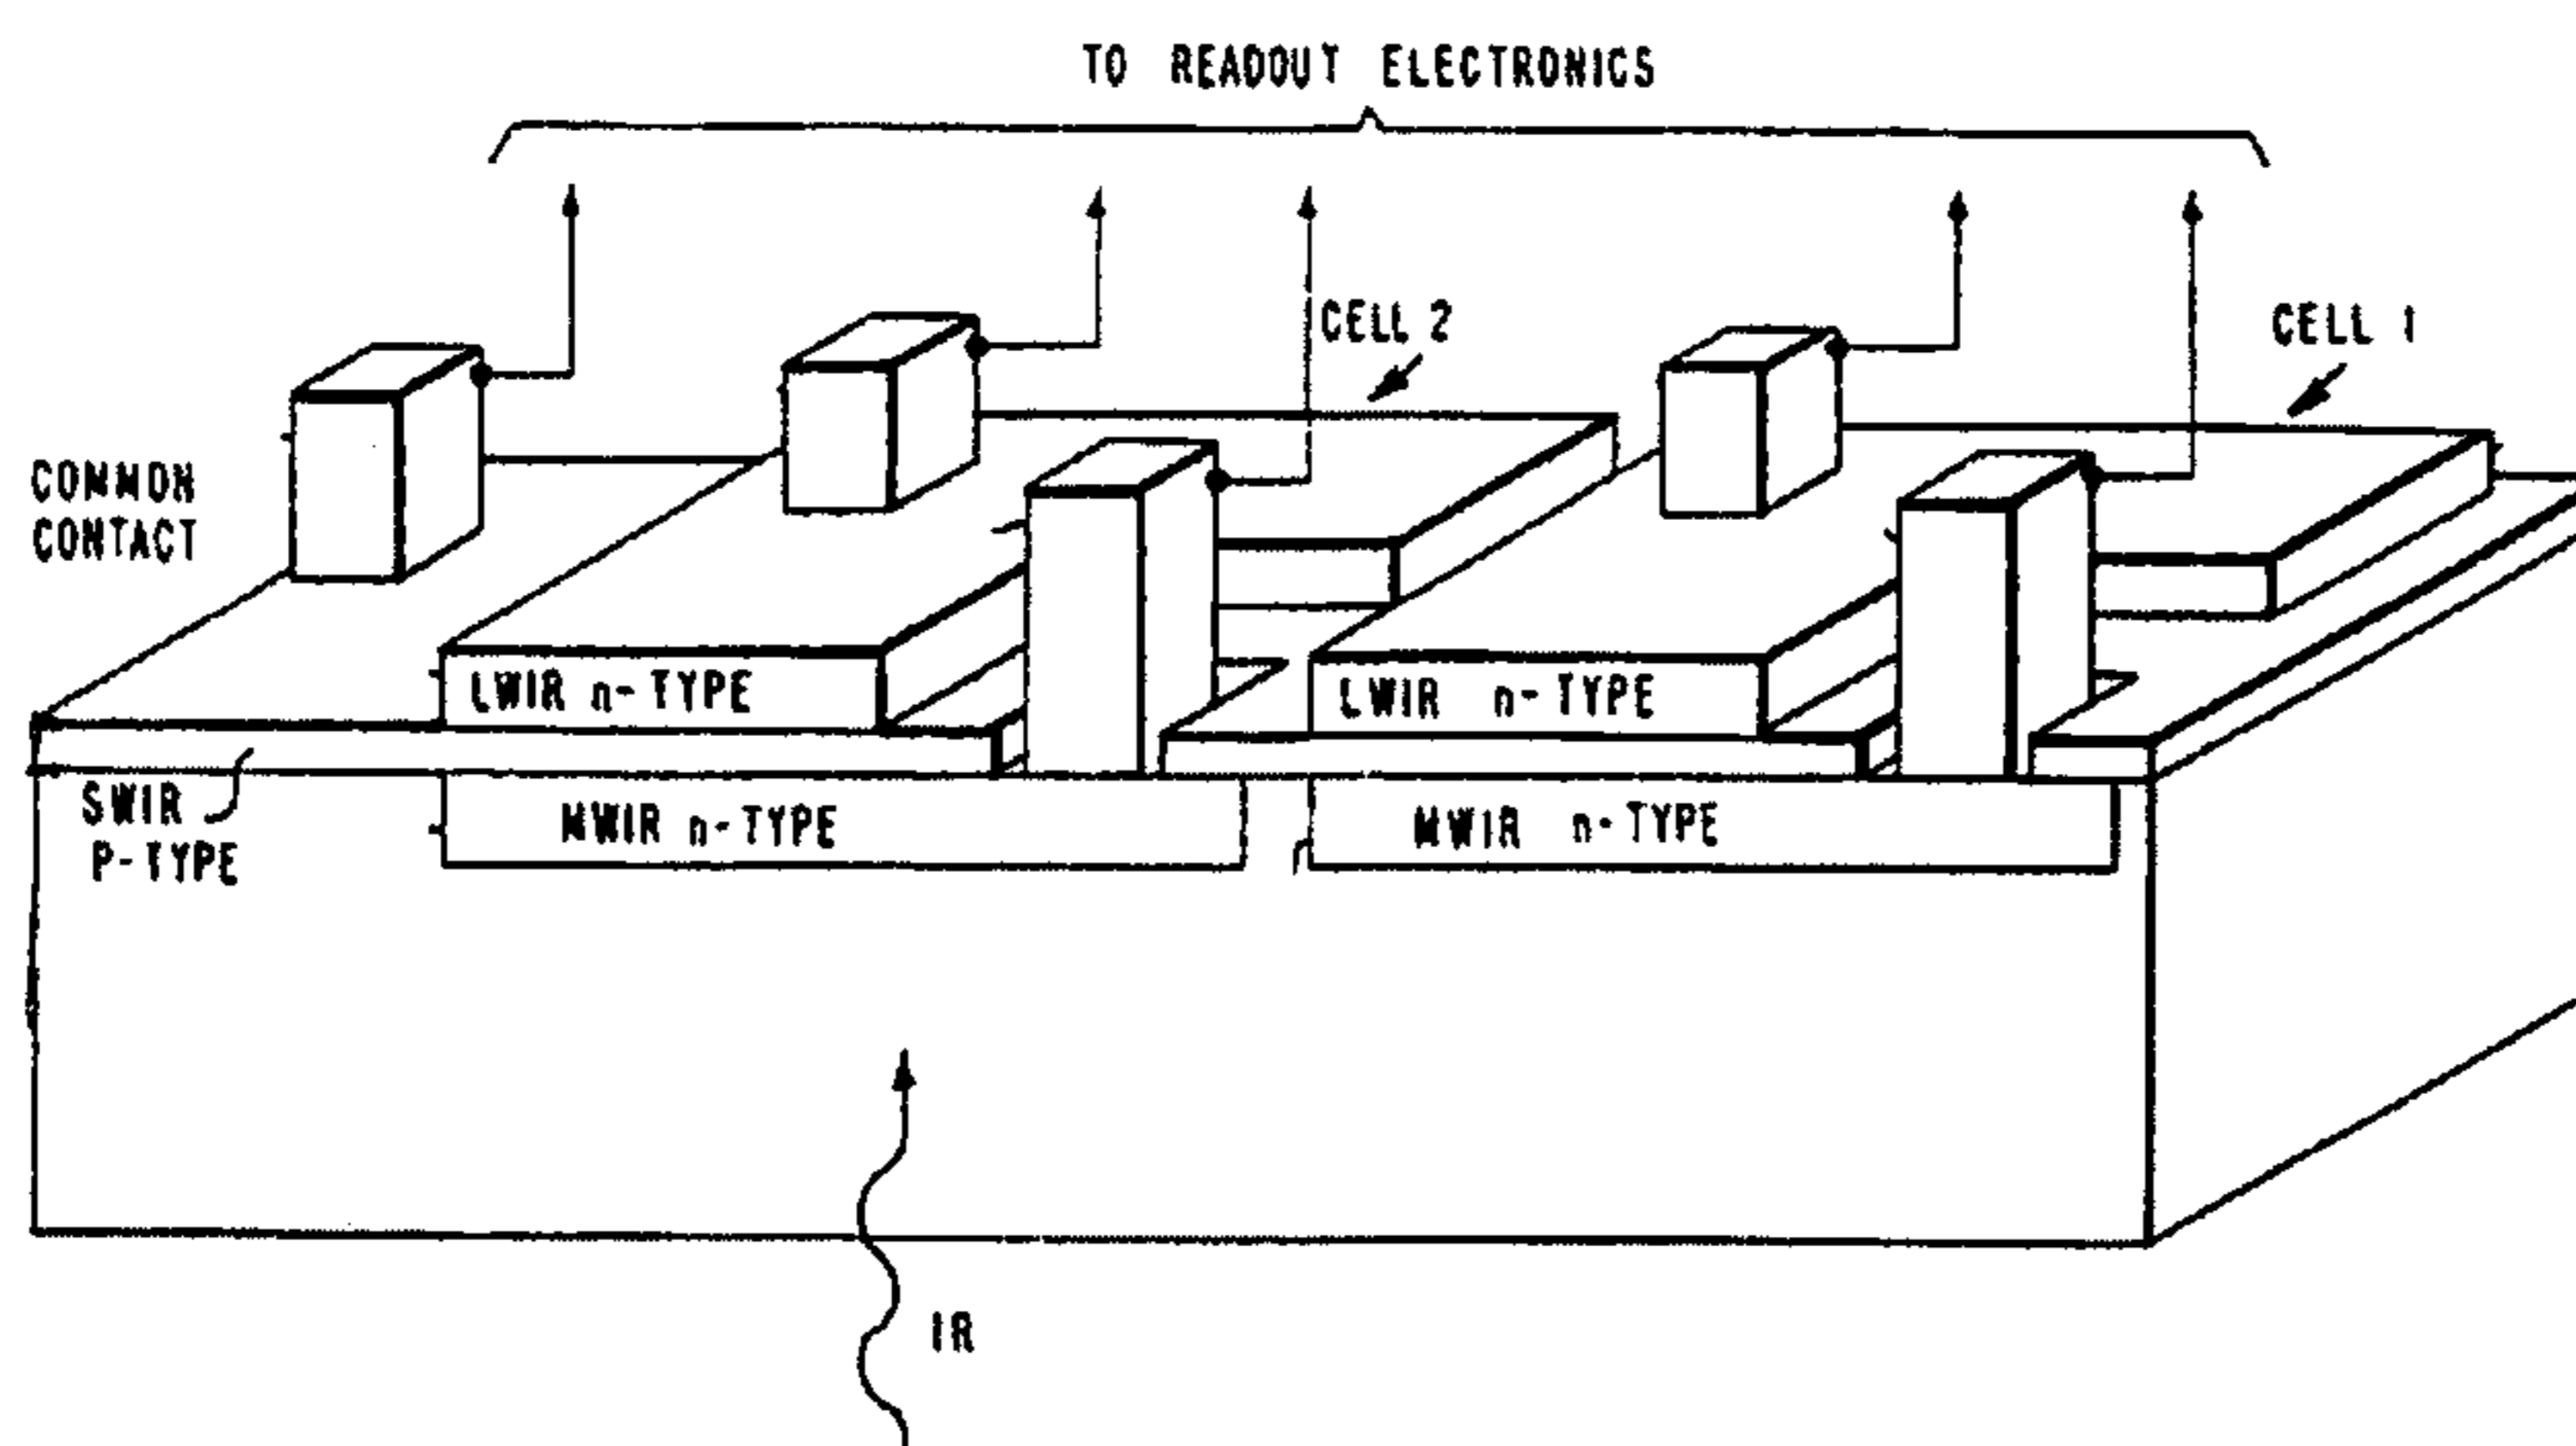 TO READOUT ELECTRONICS
CELL 2
CELL 1
COMMON
CONTACT
LWIR n-TYPE
LWIR n-TYPE
SWIR
P-TYPE
MWIR n-TYPE
MWIR n-TYPE
IR